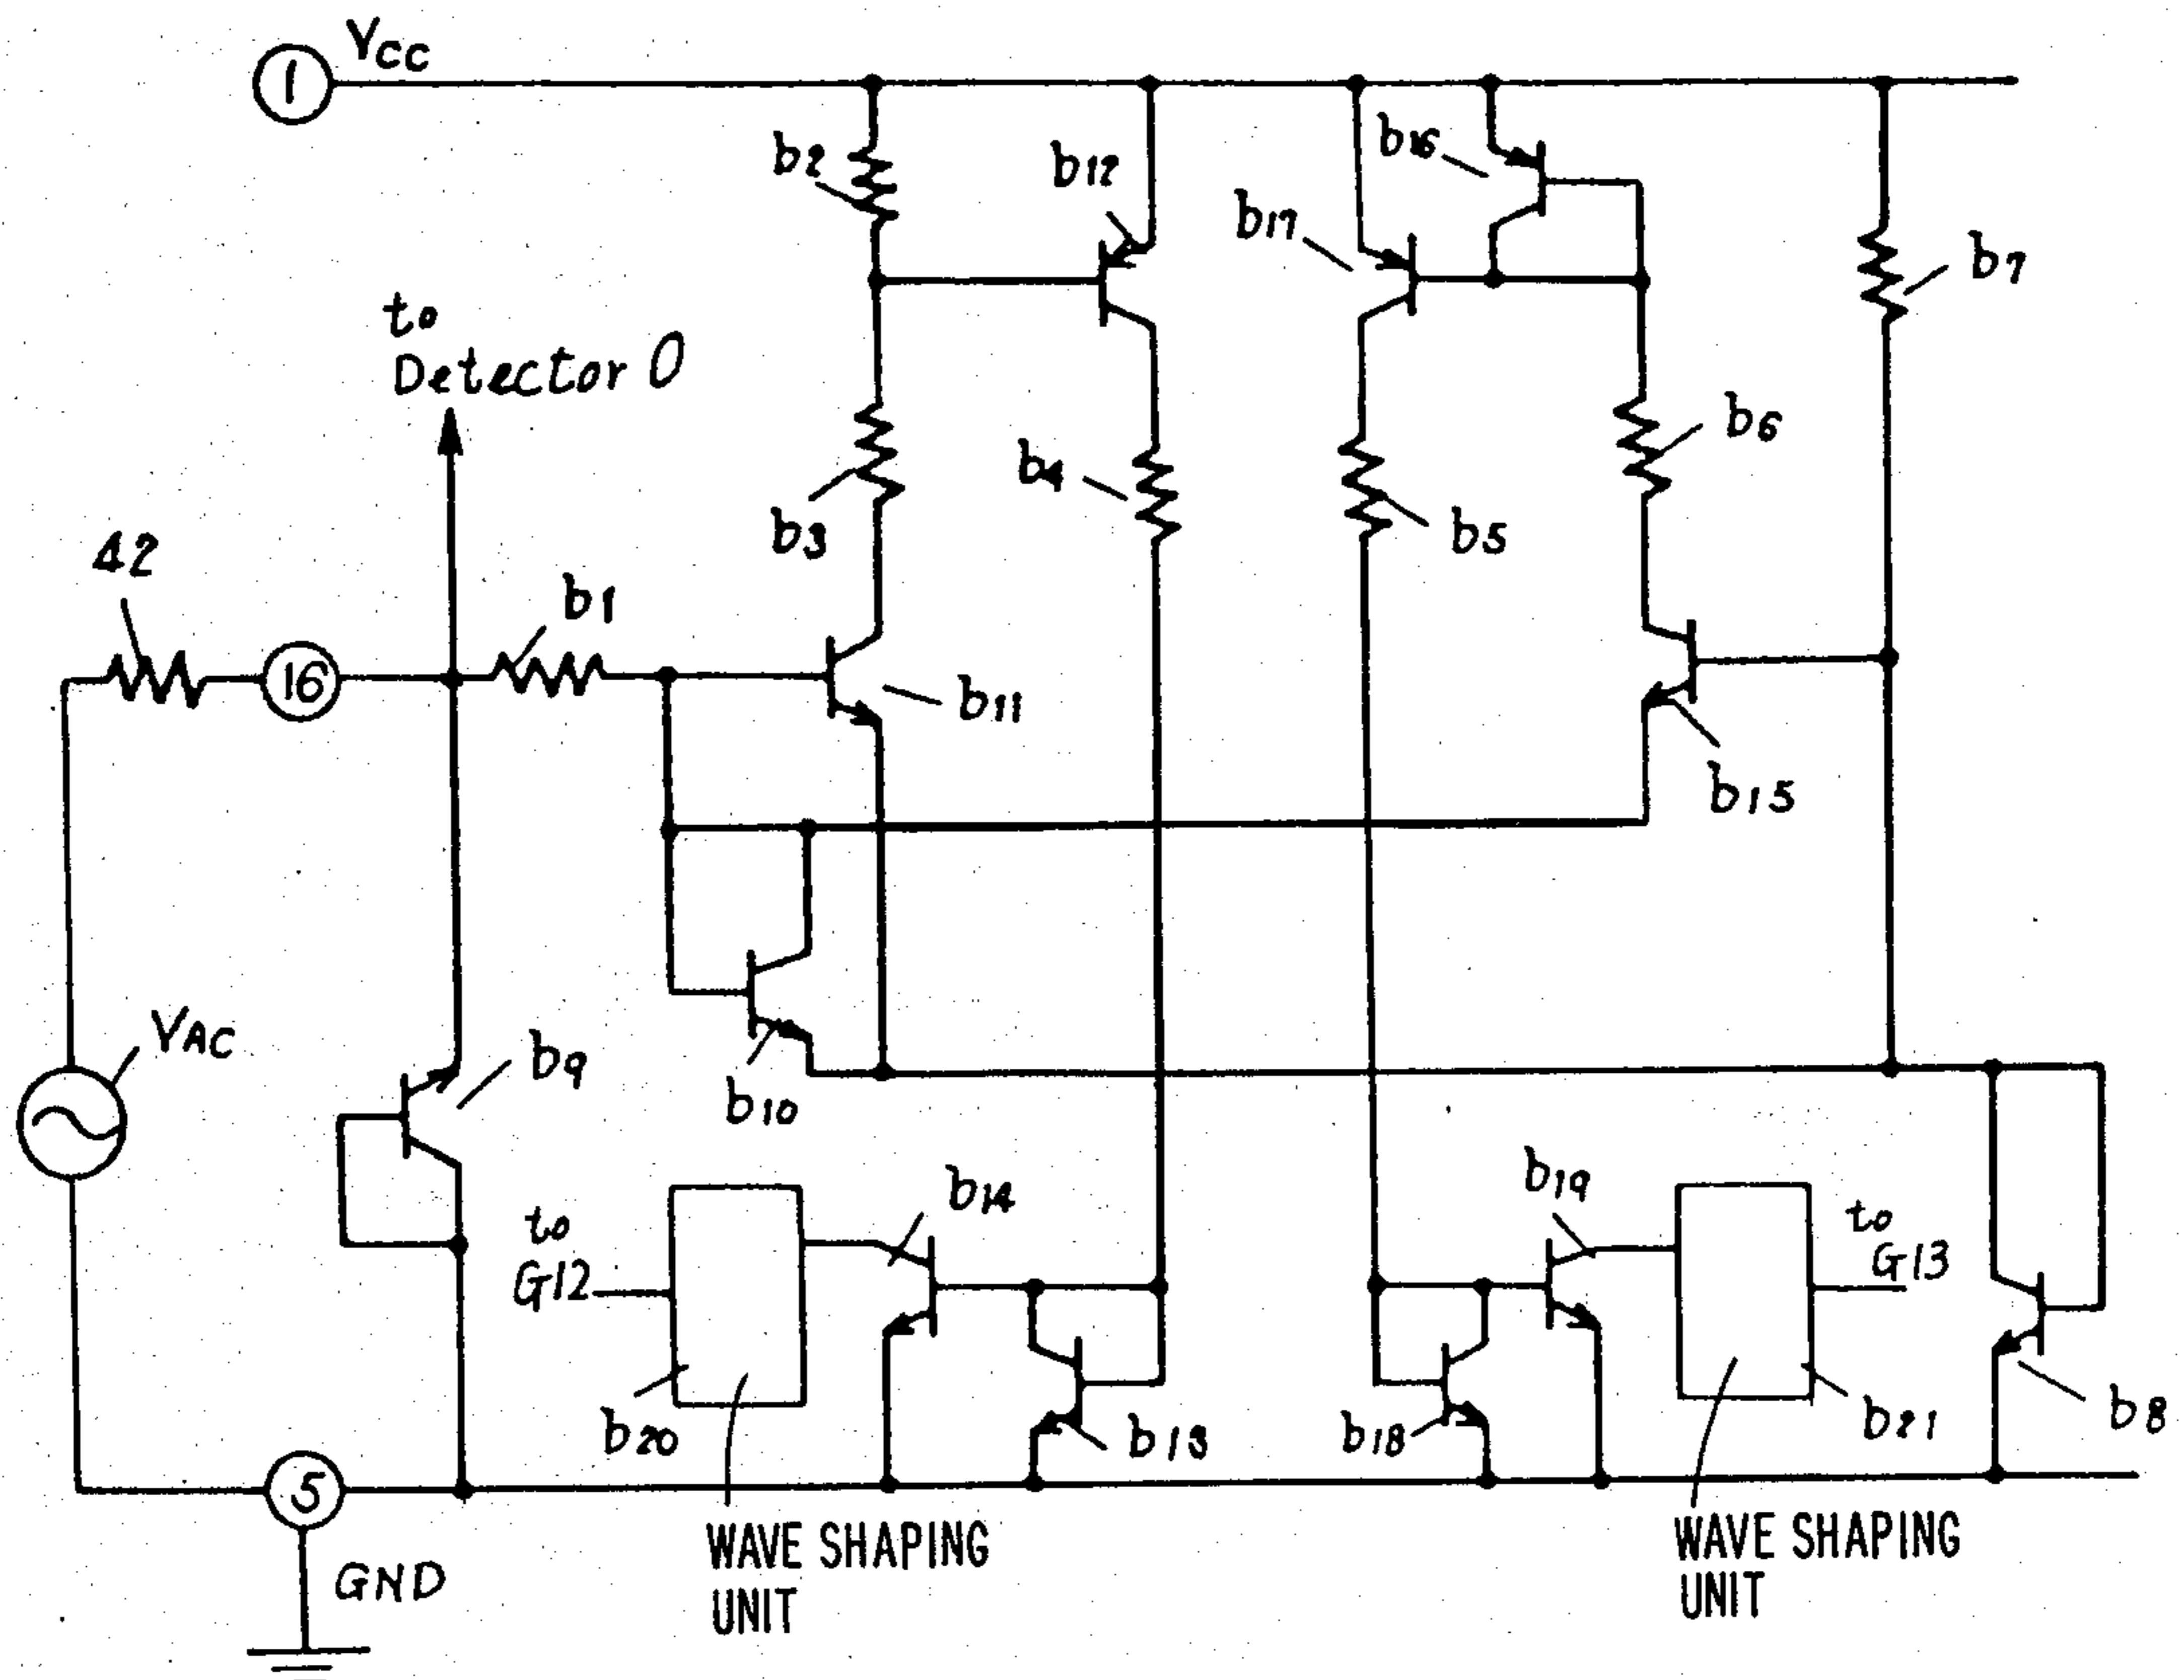 1
Vcc
b2
b12
b16
b17
b7
to
Detector 0
b6
b4
b3
b5
42
b1
16
b11
b15
VAC
b9
b10
b14
b19
to
G12
to
G13
b20
b13
b18
b21
b8
5
GND
WAVE SHAPING
UNIT
WAVE SHAPING
UNIT